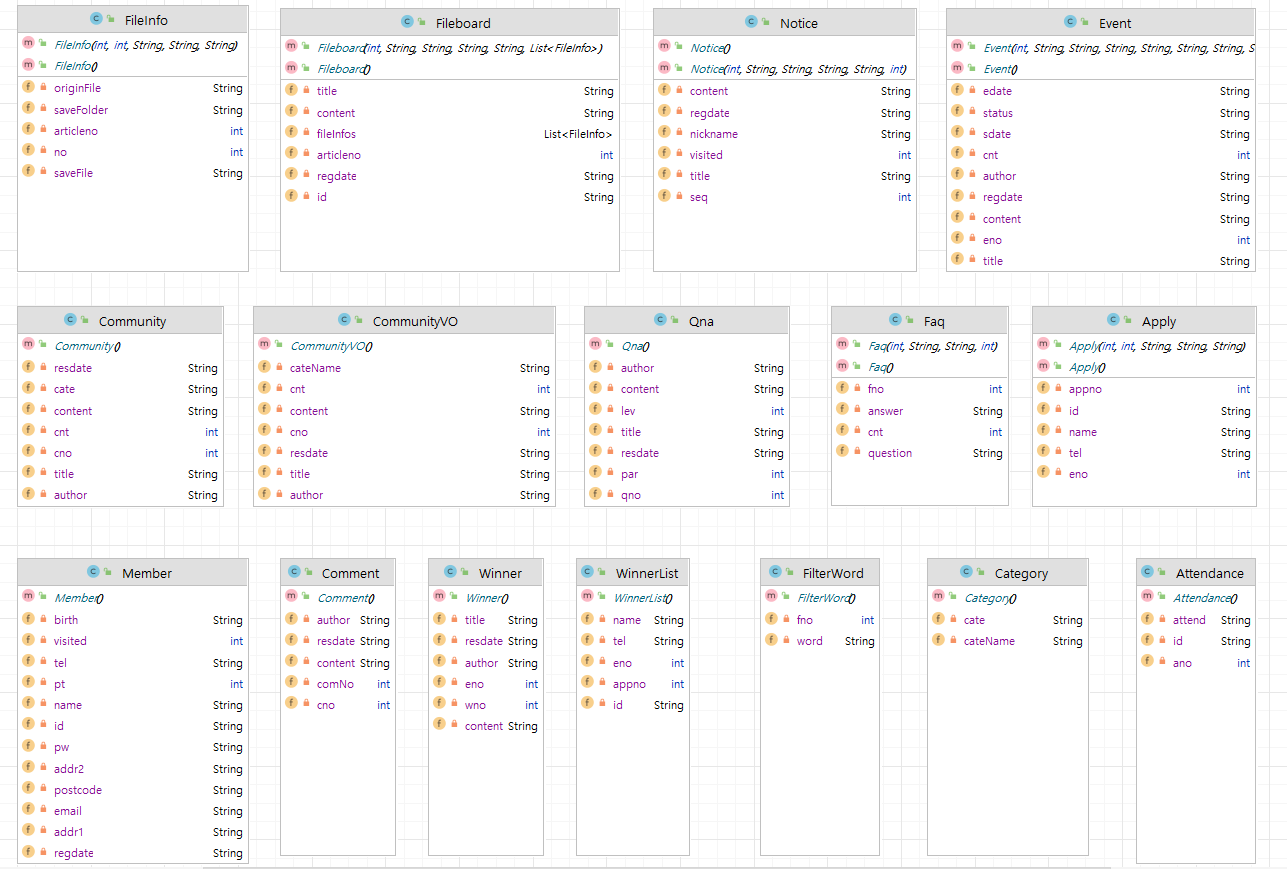 FileInfo
FileInfo(int, int, String, String, String)
FileInfo()
originFile String
saveFolder String
articleno int
no int
saveFile String
Fileboard
Fileboard(int, String, String, String, String, List<FileInfo>)
Fileboard()
title String
content String
fileInfos List<FileInfo>
articleno int
regdate String
id String
Notice
Notice()
Notice(int, String, String, String, String, int)
content String
regdate String
nickname String
visited int
title String
seq int
Event
Event(int, String, String, String, String, String, String, S
Event()
edate String
status String
sdate String
cnt int
author String
regdate String
content String
eno int
title String
Community
Community()
resdate String
cate String
content String
cnt int
cno int
title String
author String
CommunityVO
CommunityVO()
cateName String
cnt int
content String
cno int
resdate String
title String
author String
Qna
Qna()
author String
content String
lev int
title String
resdate String
par int
qno int
Faq
Faq(int, String, String, int)
Faq()
fno int
answer String
cnt int
question String
Apply
Apply(int, int, String, String, String)
Apply()
appno int
id String
name String
tel String
eno int
Member
Member()
birth String
visited int
tel String
pt int
name String
id String
pw String
addr2 String
postcode String
email String
addr1 String
regdate String
Comment
Comment()
author String
resdate String
content String
comNo int
cno int
Winner
Winner()
title String
resdate String
author String
eno int
wno int
content String
WinnerList
WinnerList()
name String
tel String
eno int
appno int
id String
FilterWord
FilterWord()
fno int
word String
Category
Category()
cate String
cateName String
Attendance
Attendance()
attend String
id String
ano int